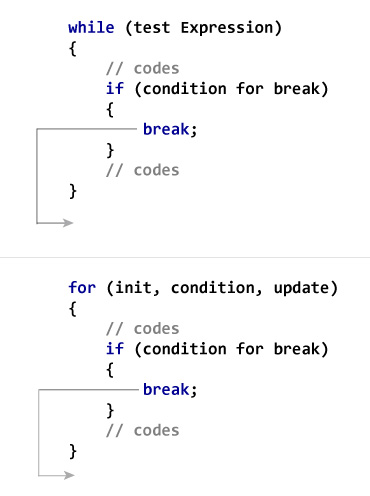 while (test Expression)
{
// codes
if (condition for break)
{
break;
}
// codes
}
for (init, condition, update)
{
// codes
if (condition for break)
{
break;
}
// codes
}